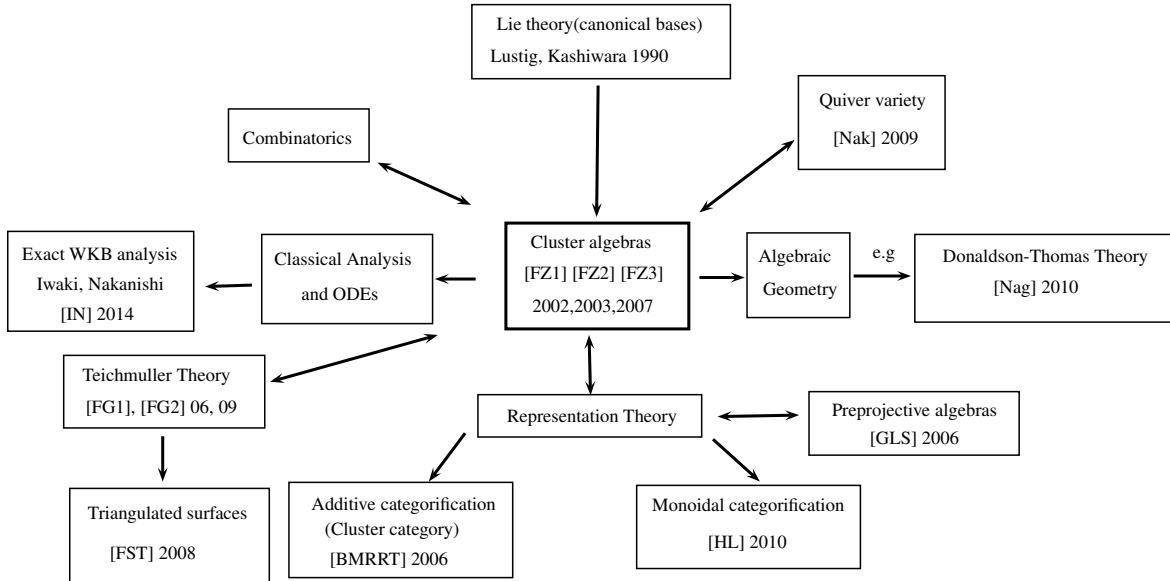 Lie theory(canonical bases)
Lustig, Kashiwara 1990
Quiver variety
[Nak] 2009
Combinatorics
Exact WKB analysis
Iwaki, Nakanishi
[IN] 2014
Classical Analysis
and ODEs
Cluster algebras
[FZ1] [FZ2] [FZ3]
2002,2003,2007
Algebraic
Geometry
e.g
Donaldson-Thomas Theory
[Nag] 2010
Teichmuller Theory
[FG1], [FG2] 06, 09
Representation Theory
Preprojective algebras
[GLS] 2006
Triangulated surfaces
[FST] 2008
Additive categorification
(Cluster category)
[BMRRT] 2006
Monoidal categorification
[HL] 2010